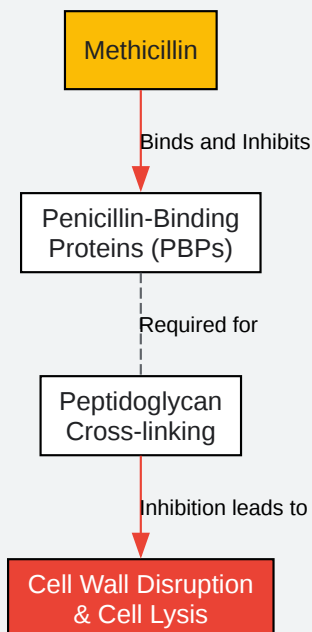 Methicillin
Binds and Inhibits
Penicillin-Binding
Proteins (PBPs)
Required for
Peptidoglycan
Cross-linking
Inhibition leads to
Cell Wall Disruption
& Cell Lysis